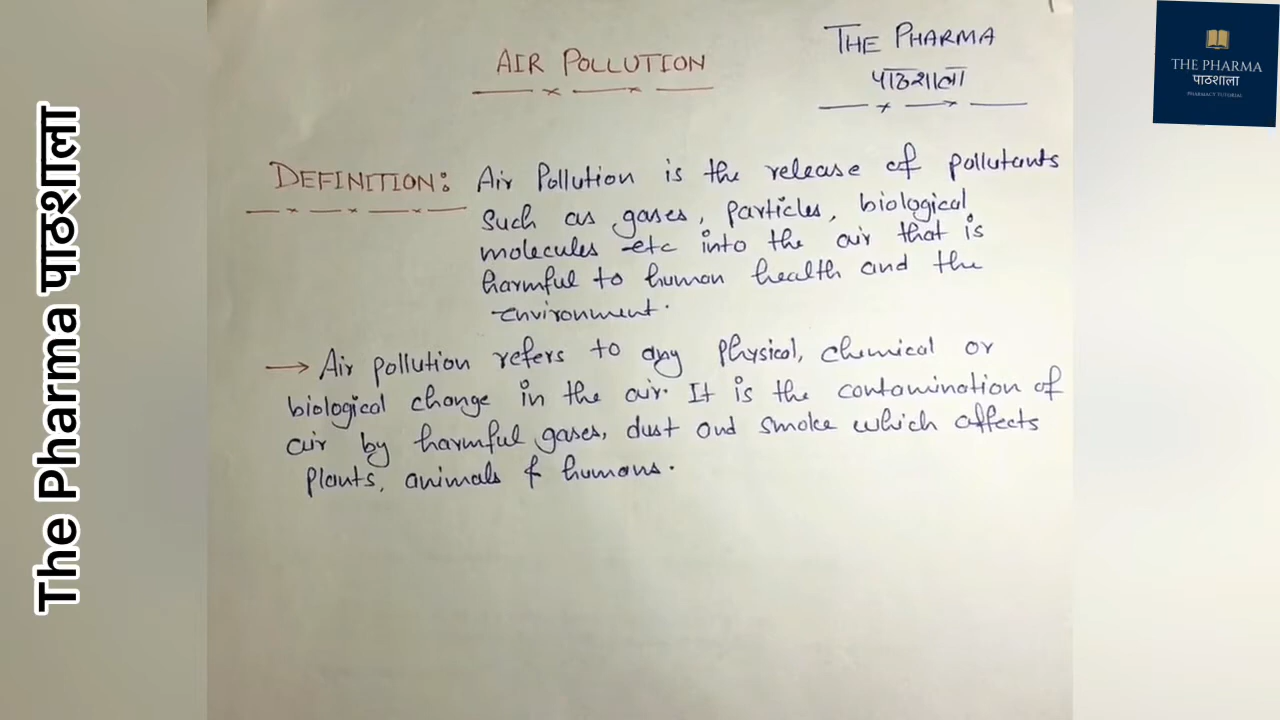 AIR POLLUTION
THE PHARMA
पाठशाला
THE PHARMA
पाठशाला
PHARMACY TUTORIAL
The Pharma पाठशाला
DEFINITION: Air Pollution is the release of pollutants
such as gases, particles, biological
molecules etc into the air that is
harmful to human health and the
environment.
→ Air pollution refers to any physical, chemical or
biological change in the air. It is the contamination of
air by harmful gases, dust and smoke which affects
plants, animals & humans.